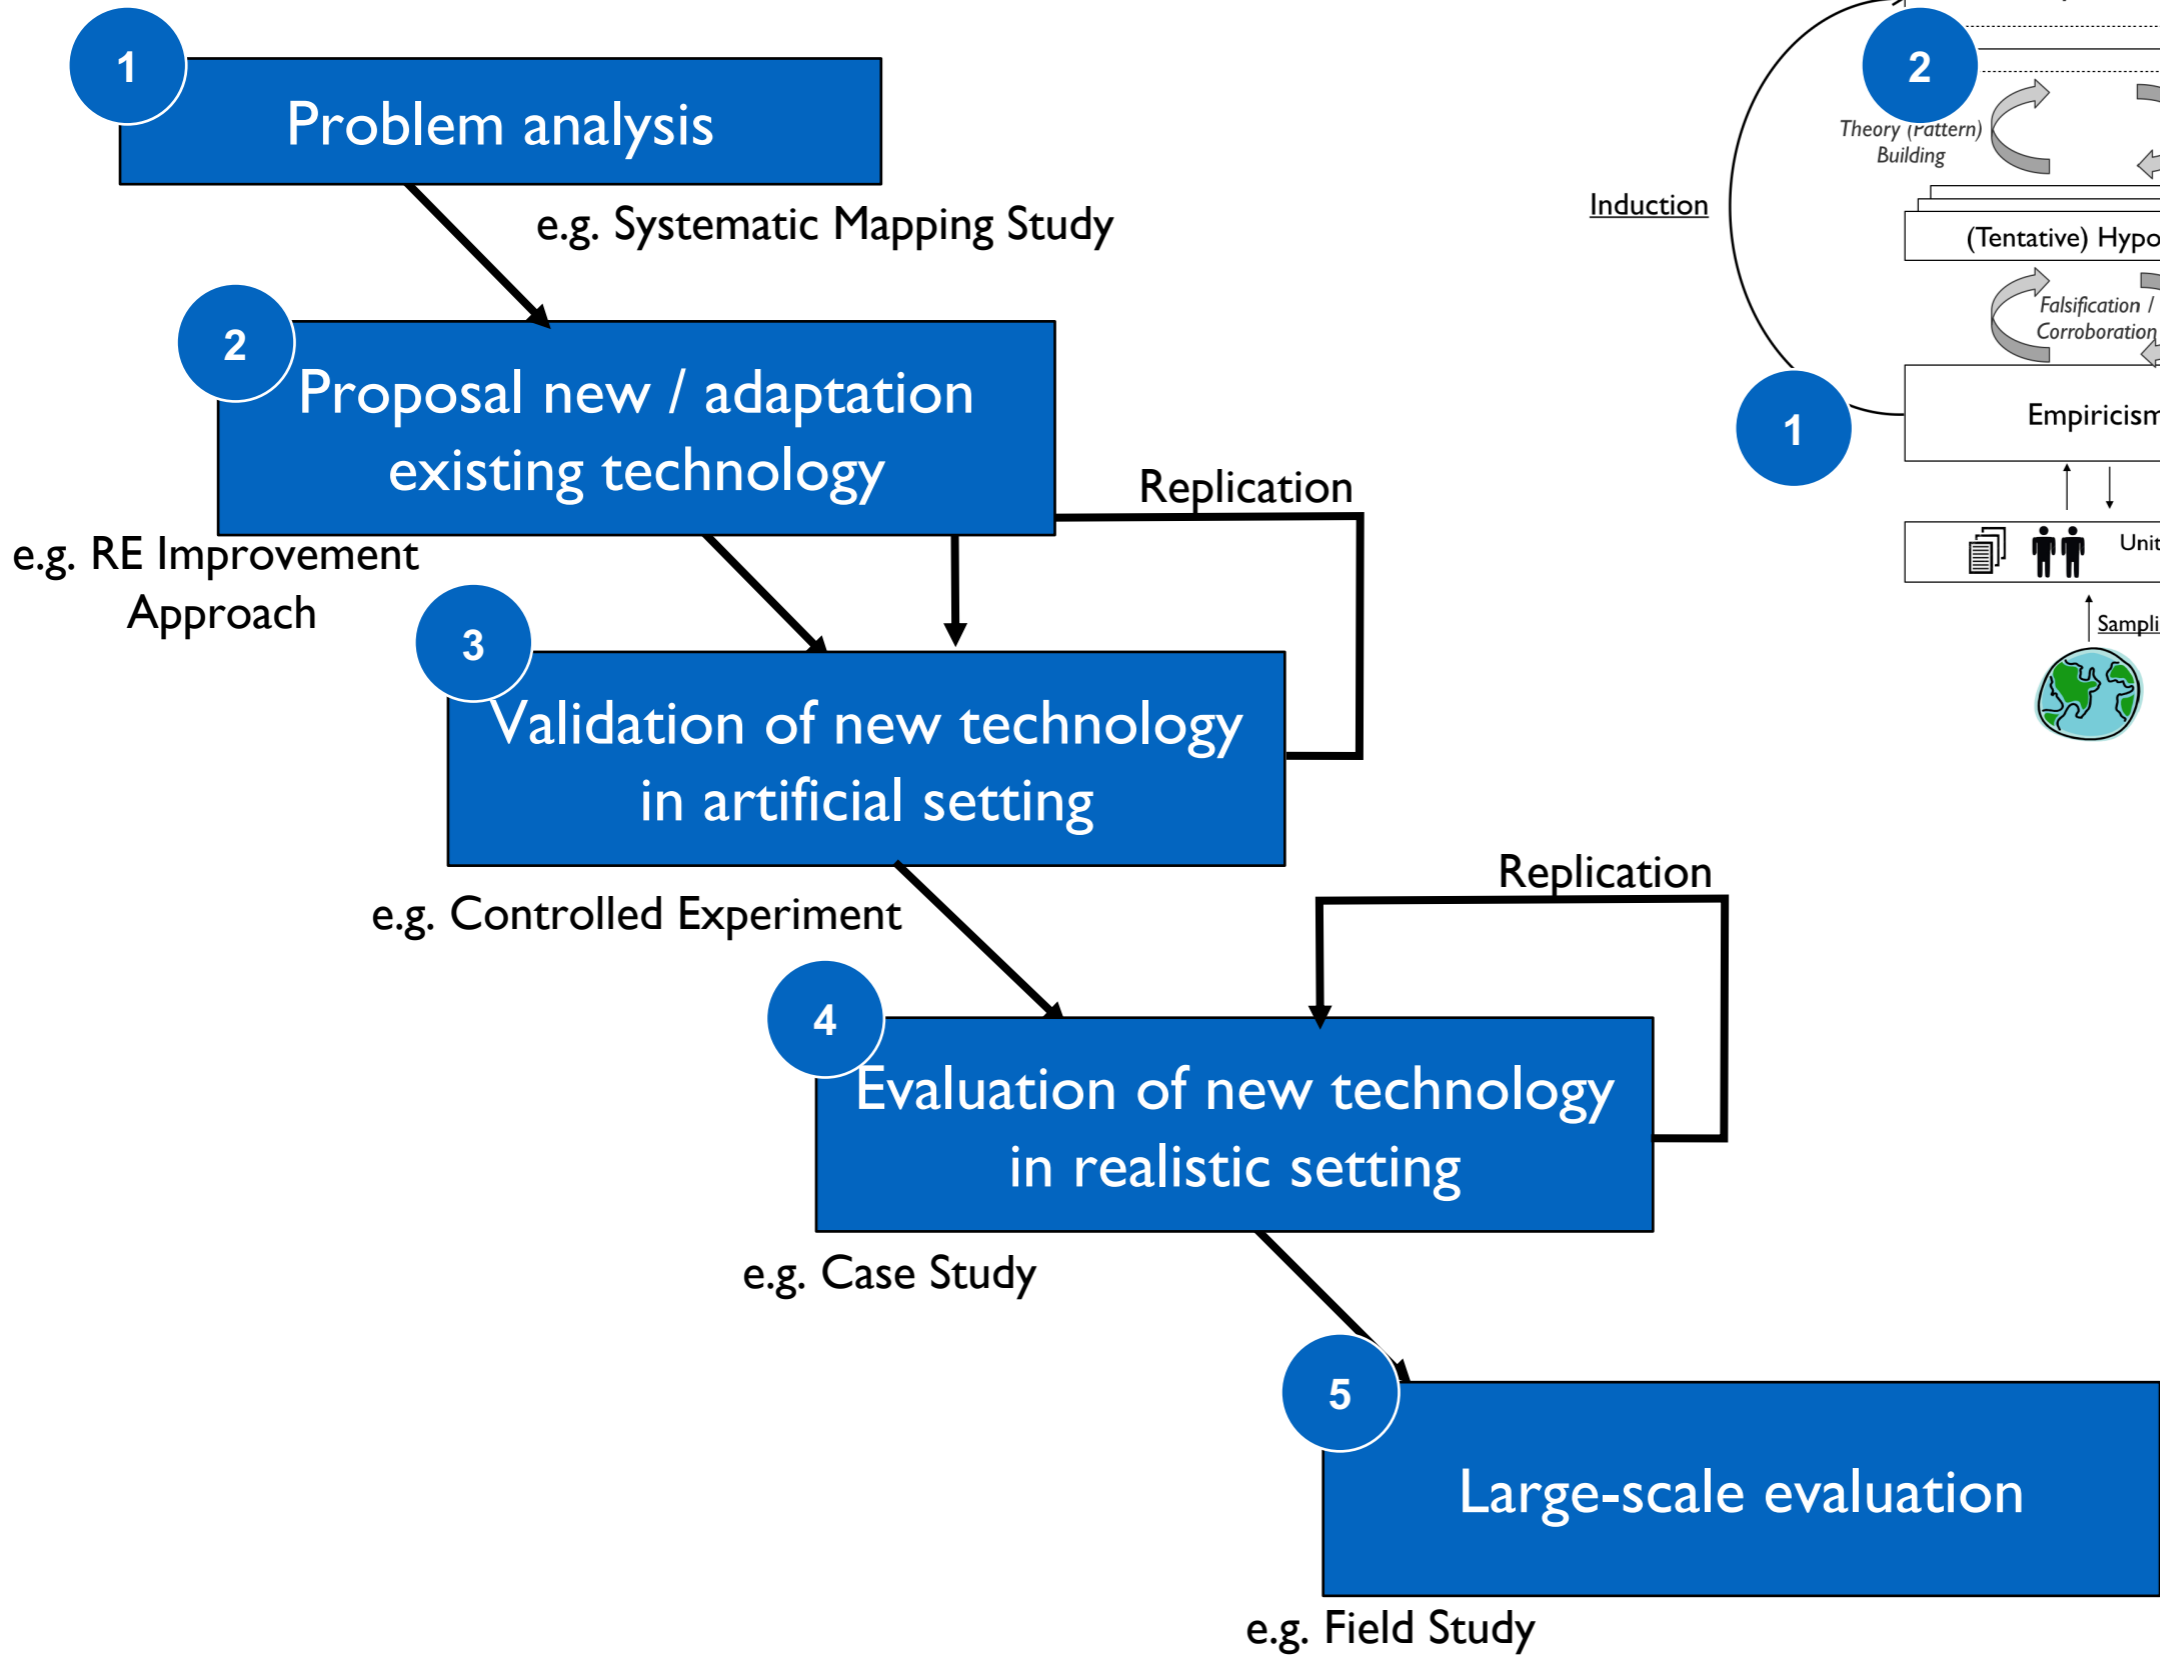 1
Problem analysis
e.g. Systematic Mapping Study
2
Proposal new / adaptation
existing technology
Replication
e.g. RE Improvement
Approach
3
Validation of new technology
in artificial setting
e.g. Controlled Experiment
Replication
4
Evaluation of new technology
in realistic setting
e.g. Case Study
5
Large-scale evaluation
e.g. Field Study
2
Theory (Pattern)
Building
Induction
(Tentative) Hypo
Falsification /
Corroboration
1
Empiricism
Unit
Sampli